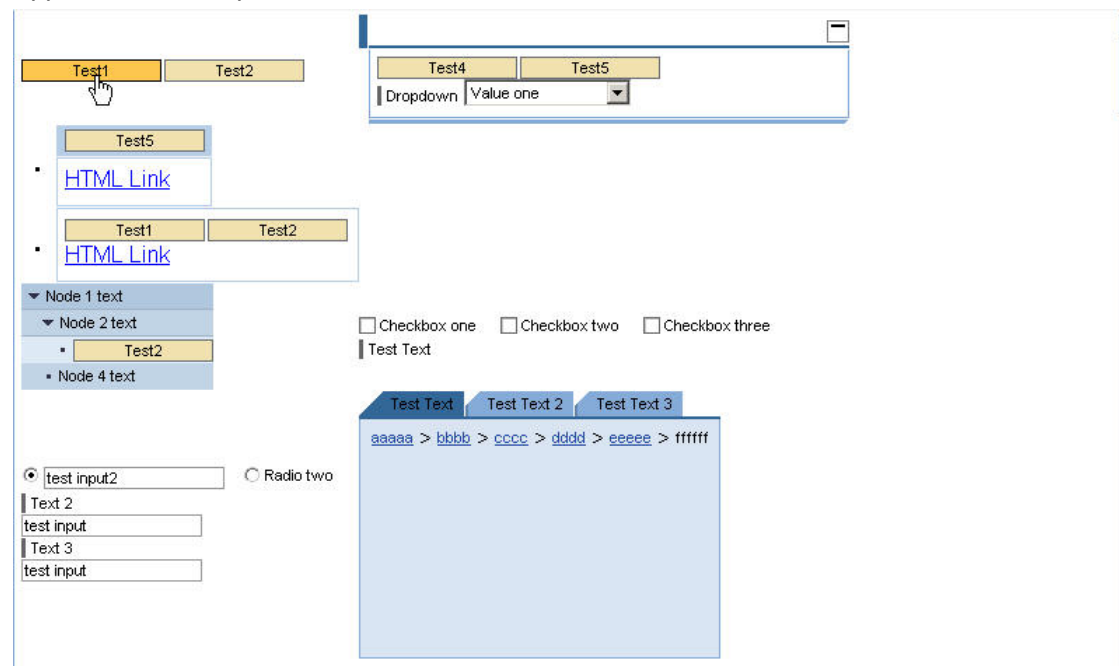 Test1 Test2
Test4 Test5
Dropdown Value one
Test5
HTML Link
Test1 Test2
HTML Link
Node 1 text
Node 2 text
Test2
Node 4 text
Checkbox one Checkbox two Checkbox three
Test Text
Test Text Test Text 2 Test Text 3
aaaaa > bbbb > cccc > dddd > eeeee > ffffff
test input2 Radio two
Text 2
test input
Text 3
test input